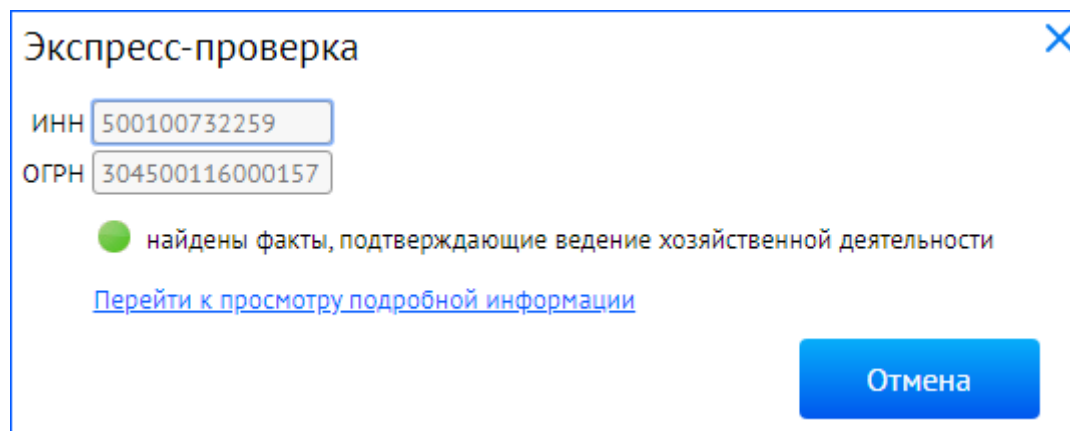 Экспресс-проверка
ИНН 500100732259
ОГРН 304500116000157
найдены факты, подтверждающие ведение хозяйственной деятельности
Перейти к просмотру подробной информации
Отмена